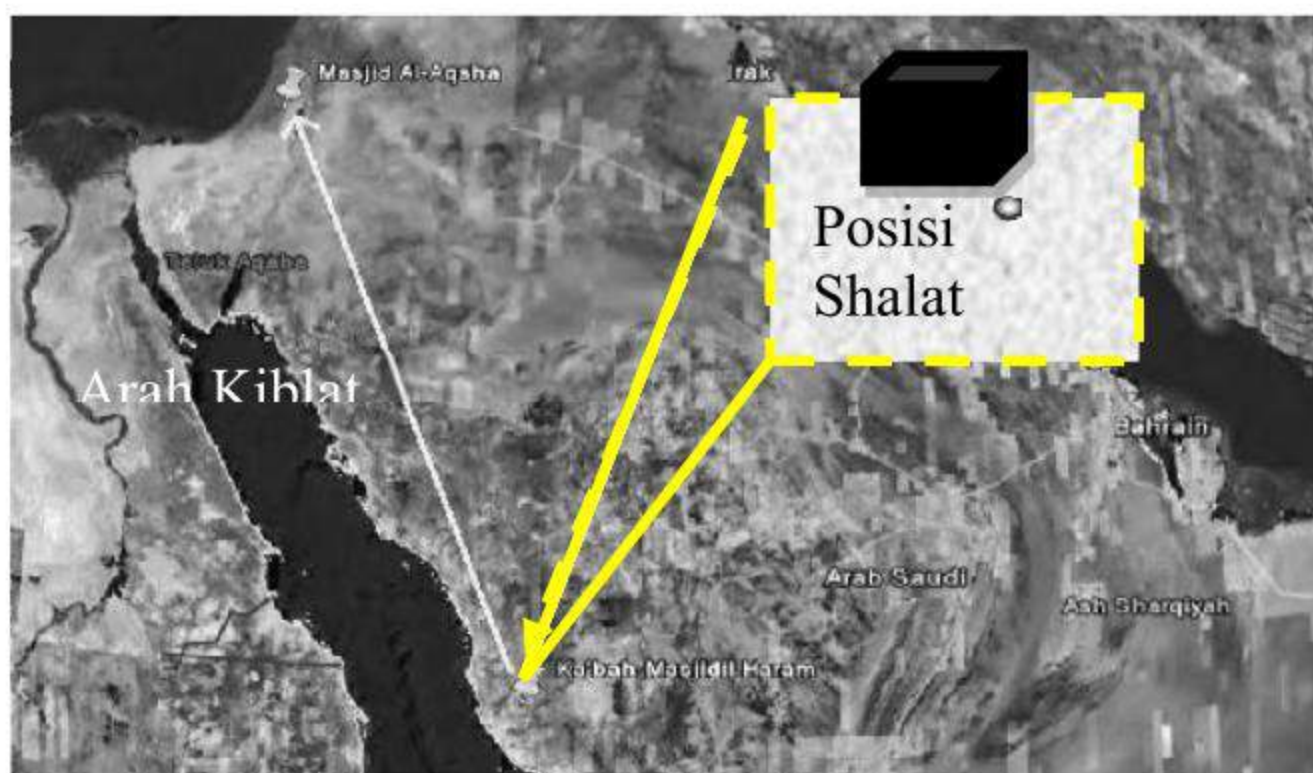 Masjid Al-Aqsha
Irak
Posisi
Shalat
Teluk Aqaba
Arah Kiblat
Bahrain
Arab Saudi
Ash Sharqiyah
Ka'bah Masjidil Haram